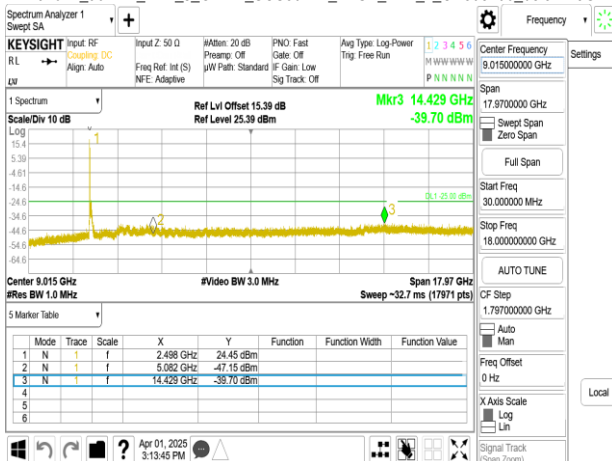 Spectrum Analyzer 1
Swept SA
Frequency
Settings
KEYSIGHT
RL
Input: RF
Coupling: DC
Align: Auto
Input Z: 50 Ω
Freq Ref: Int (S)
NFE: Adaptive
#Atten: 20 dB
Preamp: Off
µW Path: Standard
PNO: Fast
Gate: Off
IF Gain: Low
Sig Track: Off
Avg Type: Log-Power
Trig: Free Run
1 2 3 4 5 6
M W W W W W
P N N N N N
1 Spectrum
Scale/Div 10 dB
Ref Lvl Offset 15.39 dB
Ref Level 25.39 dBm
Mkr3 14.429 GHz
-39.70 dBm
Log
15.4
5.39
-4.61
-14.6
-24.6
-34.6
-44.6
-54.6
-64.6
1
2
3
DL1 -25.00 dBm
Center 9.015 GHz
#Res BW 1.0 MHz
#Video BW 3.0 MHz
Span 17.97 GHz
Sweep ~32.7 ms (17971 pts)
5 Marker Table
Mode Trace Scale X Y Function Function Width Function Value
1 N 1 f 2.498 GHz 24.45 dBm
2 N 1 f 5.082 GHz -47.15 dBm
3 N 1 f 14.429 GHz -39.70 dBm
4
5
6
Apr 01, 2025
3:13:45 PM
Center Frequency
9.015000000 GHz
Span
17.9700000 GHz
Swept Span
Zero Span
Full Span
Start Freq
30.000000 MHz
Stop Freq
18.000000000 GHz
AUTO TUNE
CF Step
1.797000000 GHz
Auto
Man
Freq Offset
0 Hz
X Axis Scale
Log
Lin
Signal Track
(Span Zoom)
Local